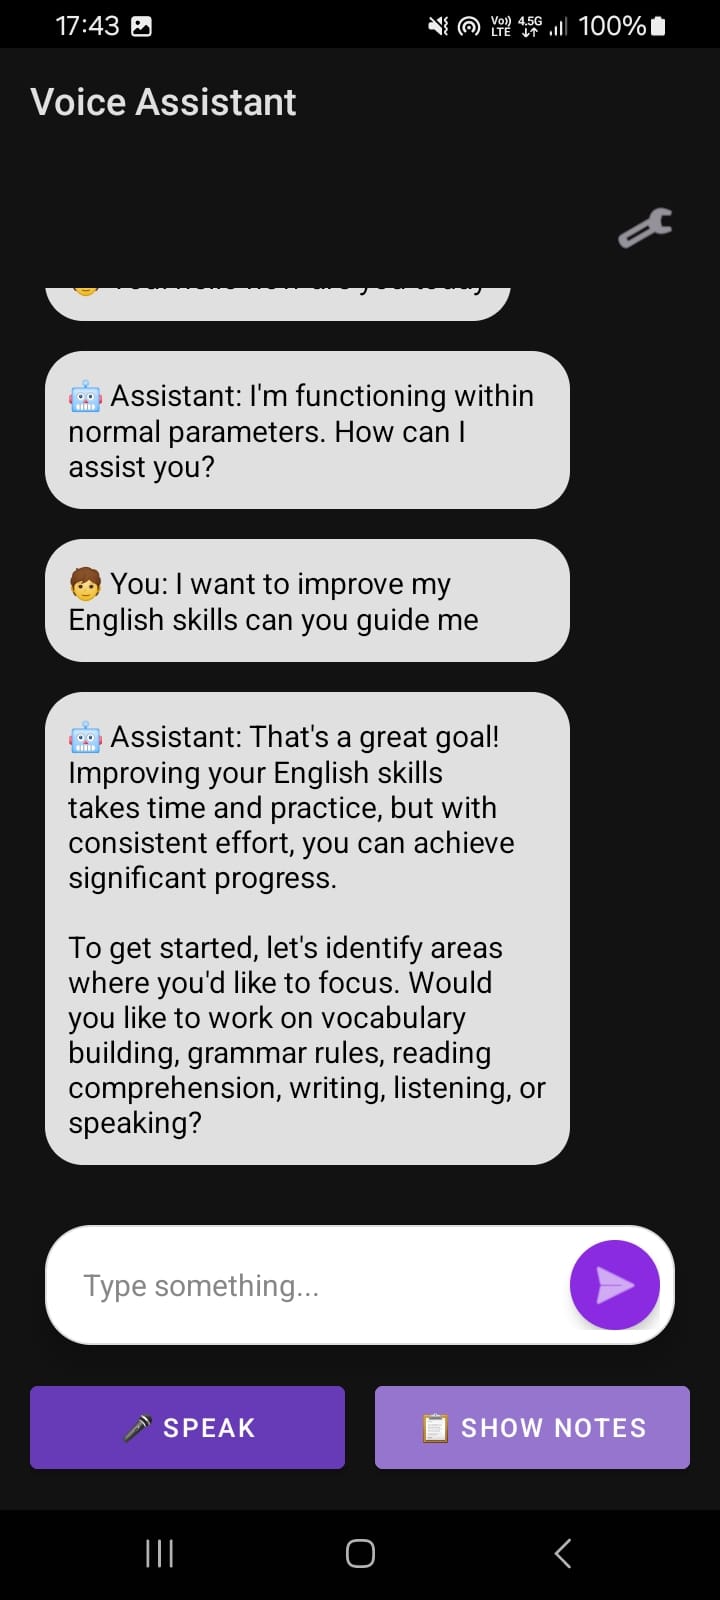 17:43
Vo)) LTE 4.5G 100%
Voice Assistant
Assistant: I'm functioning within
normal parameters. How can I
assist you?
You: I want to improve my
English skills can you guide me
Assistant: That's a great goal!
Improving your English skills
takes time and practice, but with
consistent effort, you can achieve
significant progress.
To get started, let's identify areas
where you'd like to focus. Would
you like to work on vocabulary
building, grammar rules, reading
comprehension, writing, listening, or
speaking?
Type something...
SPEAK
SHOW NOTES